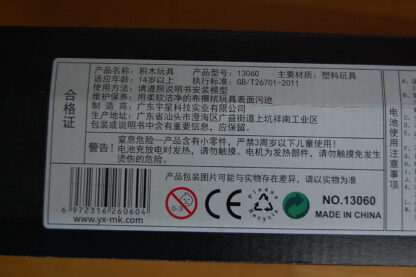 合格证
产品名称：积木玩具 产品型号：13060 主要材质：塑料玩具
适应年龄：14岁以上 执行标准：GB/T26701-2011
使用方法：请遵照说明书安装模型
维护保养：用柔软洁净的布擦拭玩具表面污迹
制造商：广东宇星科技实业有限公司
生产地址：广东省汕头市澄海区广益街道上坑祥南工业区
包装或说明书中含有重要信息，应保留。
警告！
窒息危险—产品含有小零件，严禁3周岁以下儿童使用！
电池充放电时发热，请勿触摸。电机为发热部件，请勿触摸以免发生
烫伤的危险。
包装图片产品可能与实物存在差异，请以实物为准
6 972316 260604
www.yx-mk.com
0-3
CE
Please Recycle
NO.13060
MADE IN CHINA
电池使用